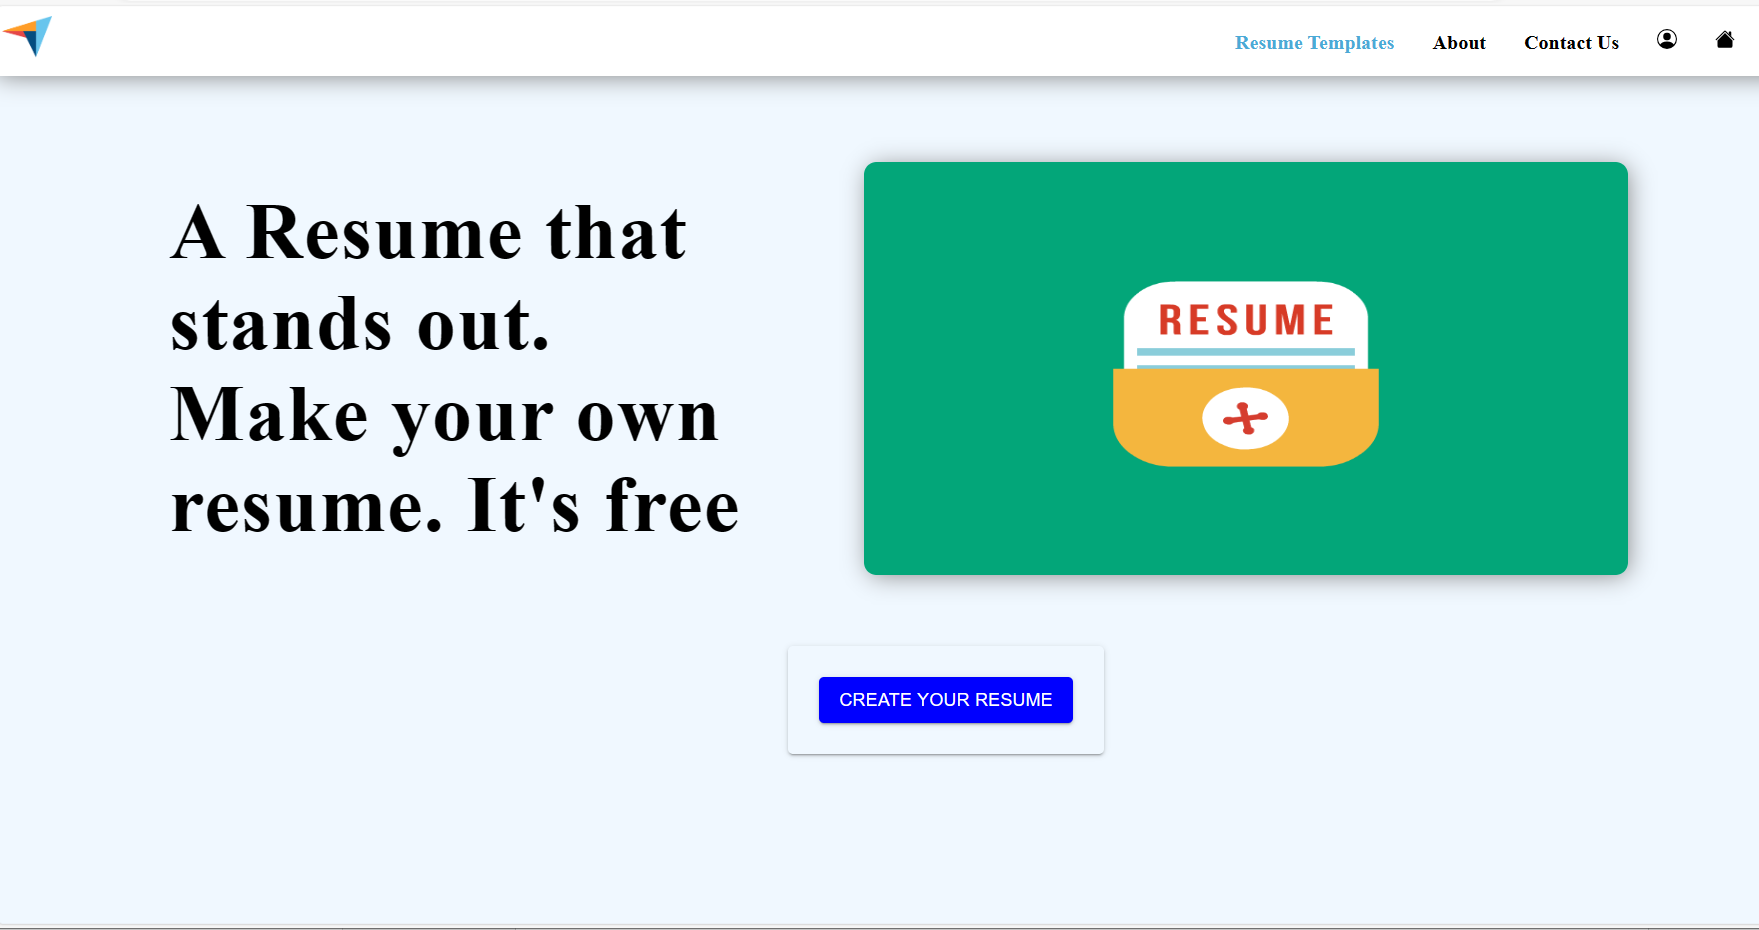 Resume Templates About Contact Us
A Resume that
stands out.
Make your own
resume. It's free
RESUME
CREATE YOUR RESUME